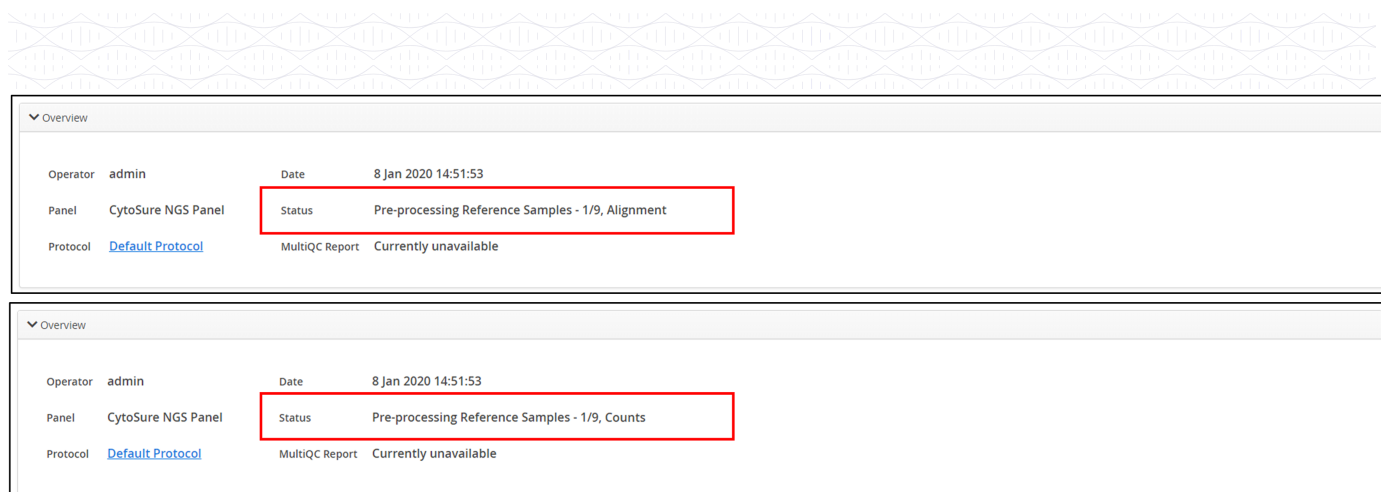 Overview
Operator admin Date 8 Jan 2020 14:51:53
Panel CytoSure NGS Panel Status Pre-processing Reference Samples - 1/9, Alignment
Protocol Default Protocol MultiQC Report Currently unavailable
Overview
Operator admin Date 8 Jan 2020 14:51:53
Panel CytoSure NGS Panel Status Pre-processing Reference Samples - 1/9, Counts
Protocol Default Protocol MultiQC Report Currently unavailable